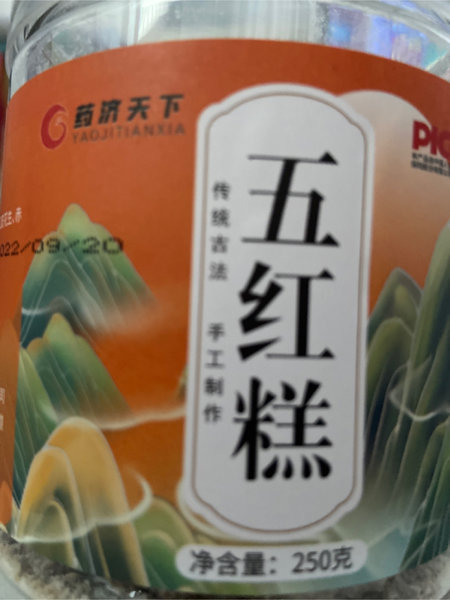 药济天下
YAOJITIANXIA
PIC
2022/09/20
五红糕
传统古法 手工制作
净含量：250克